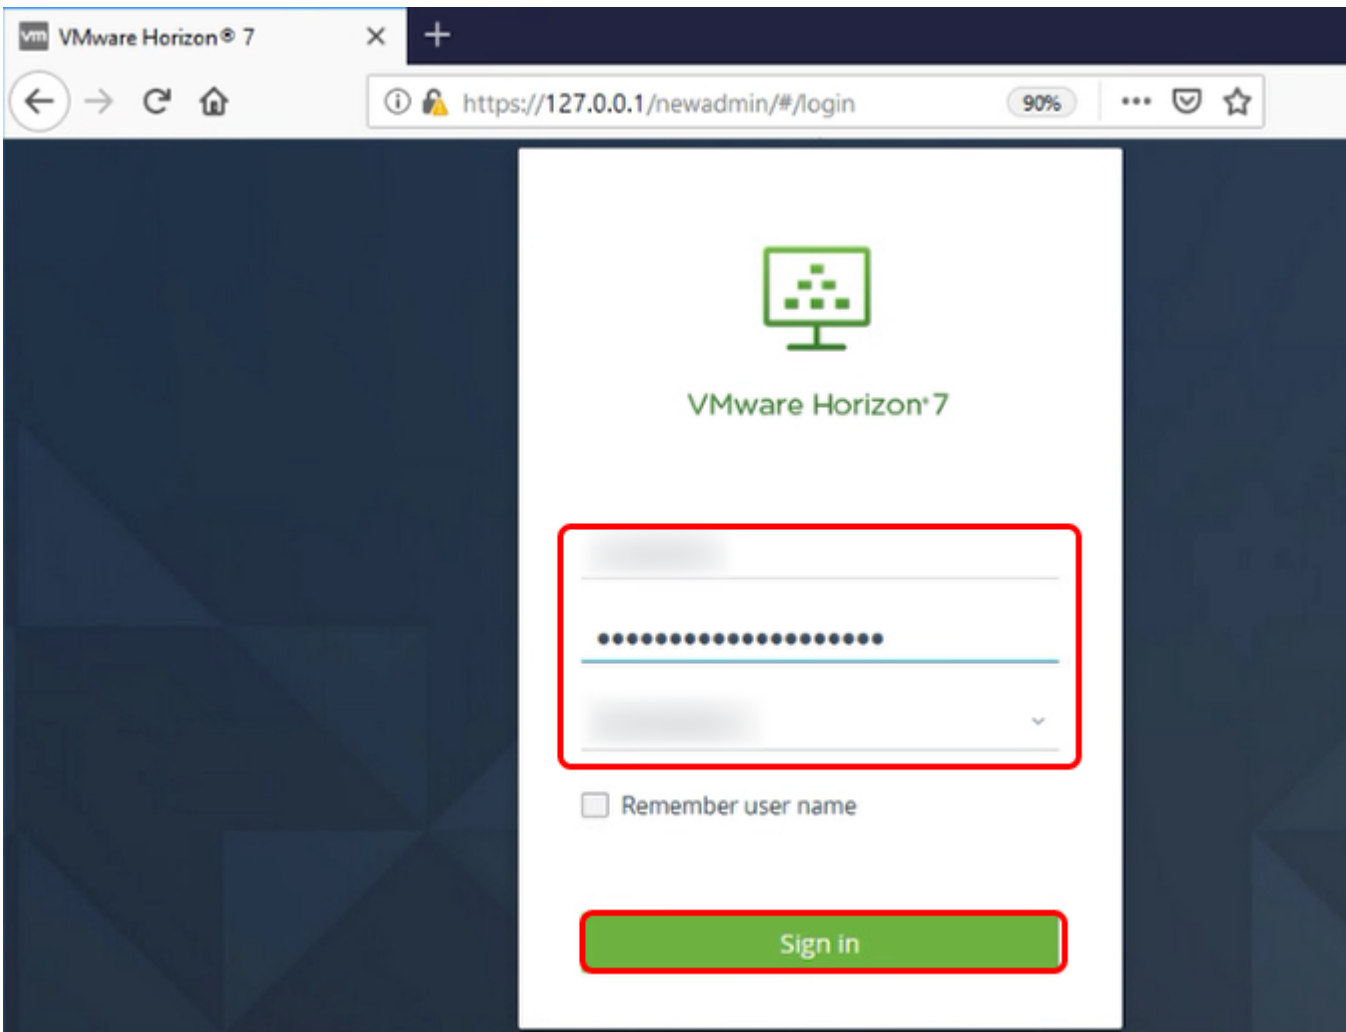 vm VMware Horizon® 7
https://127.0.0.1/newadmin/#/login 90%
VMware Horizon® 7
••••••••••••••••••••
Remember user name
Sign in